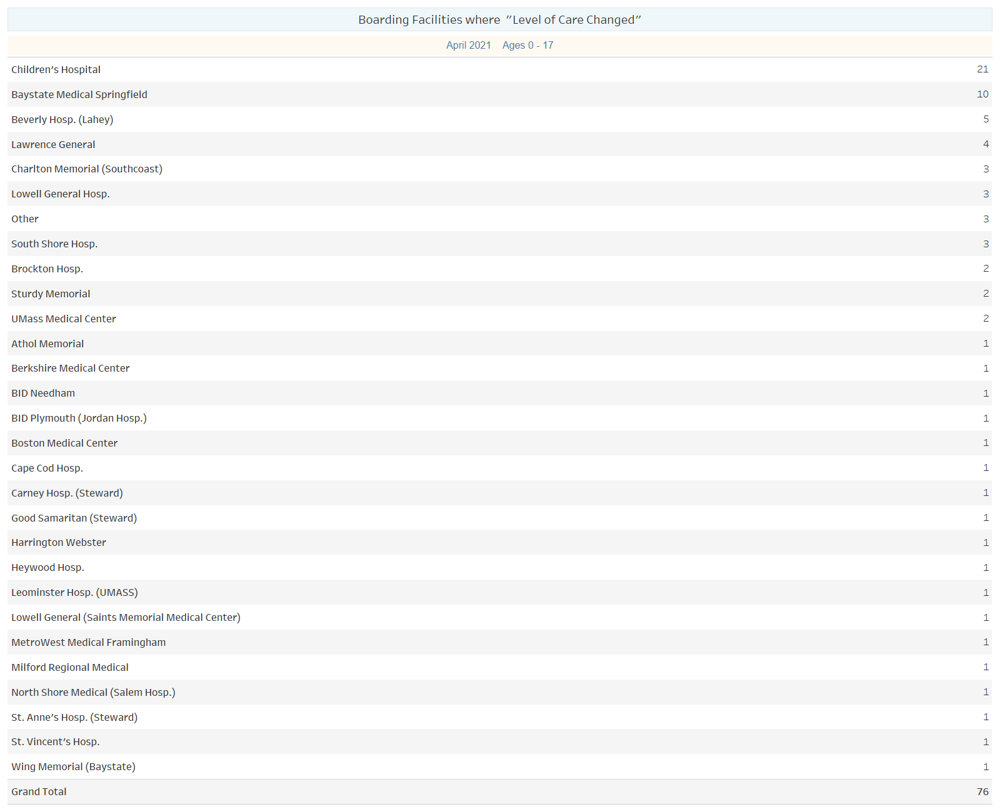 Boarding Facilities where "Level of Care Changed"
April 2021 Ages 0 - 17
Children's Hospital 21
Baystate Medical Springfield 10
Beverly Hosp. (Lahey) 5
Lawrence General 4
Charlton Memorial (Southcoast) 3
Lowell General Hosp. 3
Other 3
South Shore Hosp. 3
Brockton Hosp. 2
Sturdy Memorial 2
UMass Medical Center 2
Athol Memorial 1
Berkshire Medical Center 1
BID Needham 1
BID Plymouth (Jordan Hosp.) 1
Boston Medical Center 1
Cape Cod Hosp. 1
Carney Hosp. (Steward) 1
Good Samaritan (Steward) 1
Harrington Webster 1
Heywood Hosp. 1
Leominster Hosp. (UMASS) 1
Lowell General (Saints Memorial Medical Center) 1
MetroWest Medical Framingham 1
Milford Regional Medical 1
North Shore Medical (Salem Hosp.) 1
St. Anne's Hosp. (Steward) 1
St. Vincent's Hosp. 1
Wing Memorial (Baystate) 1
Grand Total 76